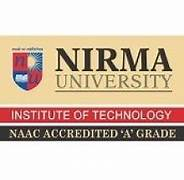 NIRMA
UNIVERSITY
INSTITUTE OF TECHNOLOGY
NAAC ACCREDITED 'A' GRADE